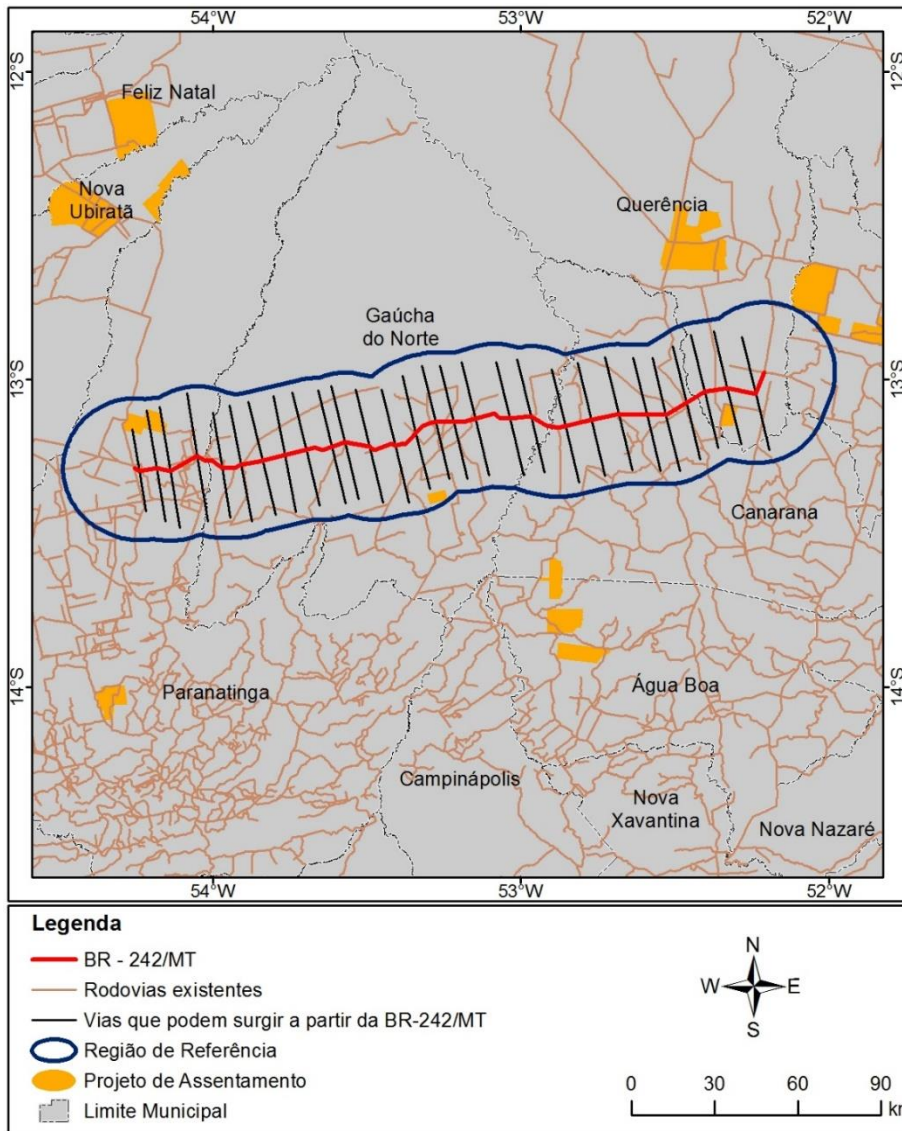 54°W 53°W 52°W
12°S 12°S
Feliz Natal
Nova
Ubiratã
Querência
Gaúcha
do Norte
13°S 13°S
Canarana
14°S 14°S
Paranatinga
Água Boa
Campinápolis
Nova
Xavantina
Nova Nazaré
54°W 53°W 52°W
Legenda
BR - 242/MT
Rodovias existentes
Vias que podem surgir a partir da BR-242/MT
Região de Referência
Projeto de Assentamento
Limite Municipal
N
W E
S
0 30 60 90
km